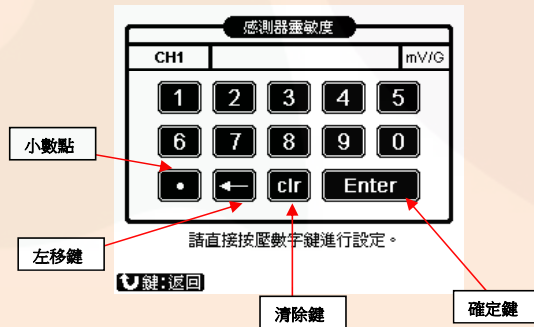 感測器靈敏度
CH1 mV/G
1 2 3 4 5
6 7 8 9 0
小數點
• ← clr Enter
請直接按壓數字鍵進行設定。
左移鍵
鍵:返回
清除鍵
確定鍵